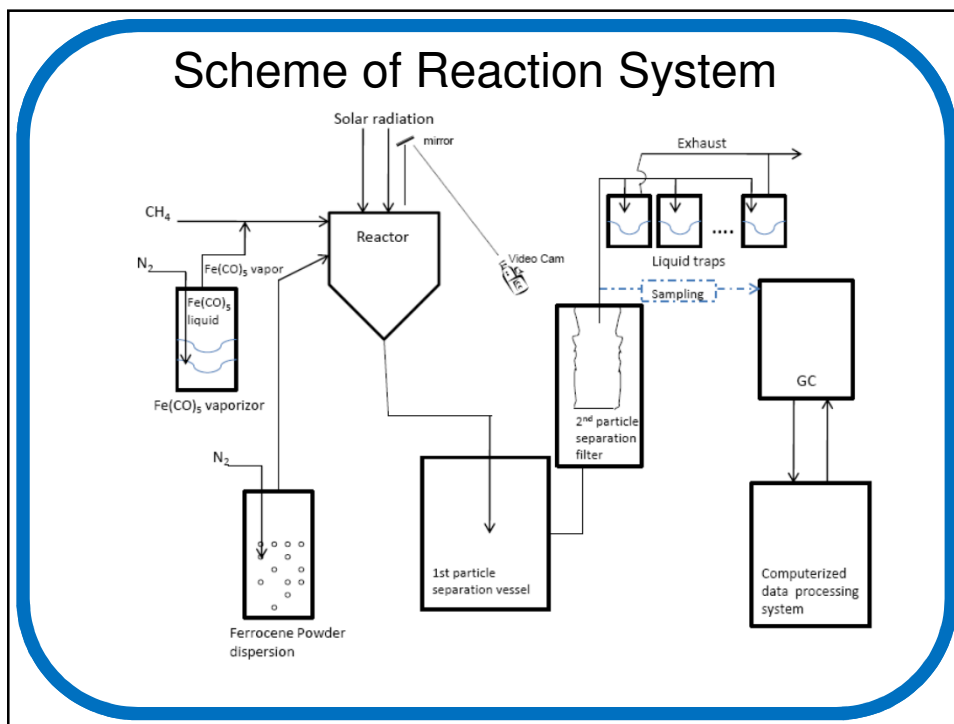 Scheme of Reaction System
Solar radiation
mirror
Exhaust
CH₄
Reactor
N₂
Fe(CO)₅ vapor
Video Cam
....
Liquid traps
Fe(CO)₅
liquid
Sampling
GC
Fe(CO)₅ vaporizor
2nd particle
separation
filter
N₂
1st particle
separation vessel
Computerized
data processing
system
Ferrocene Powder
dispersion